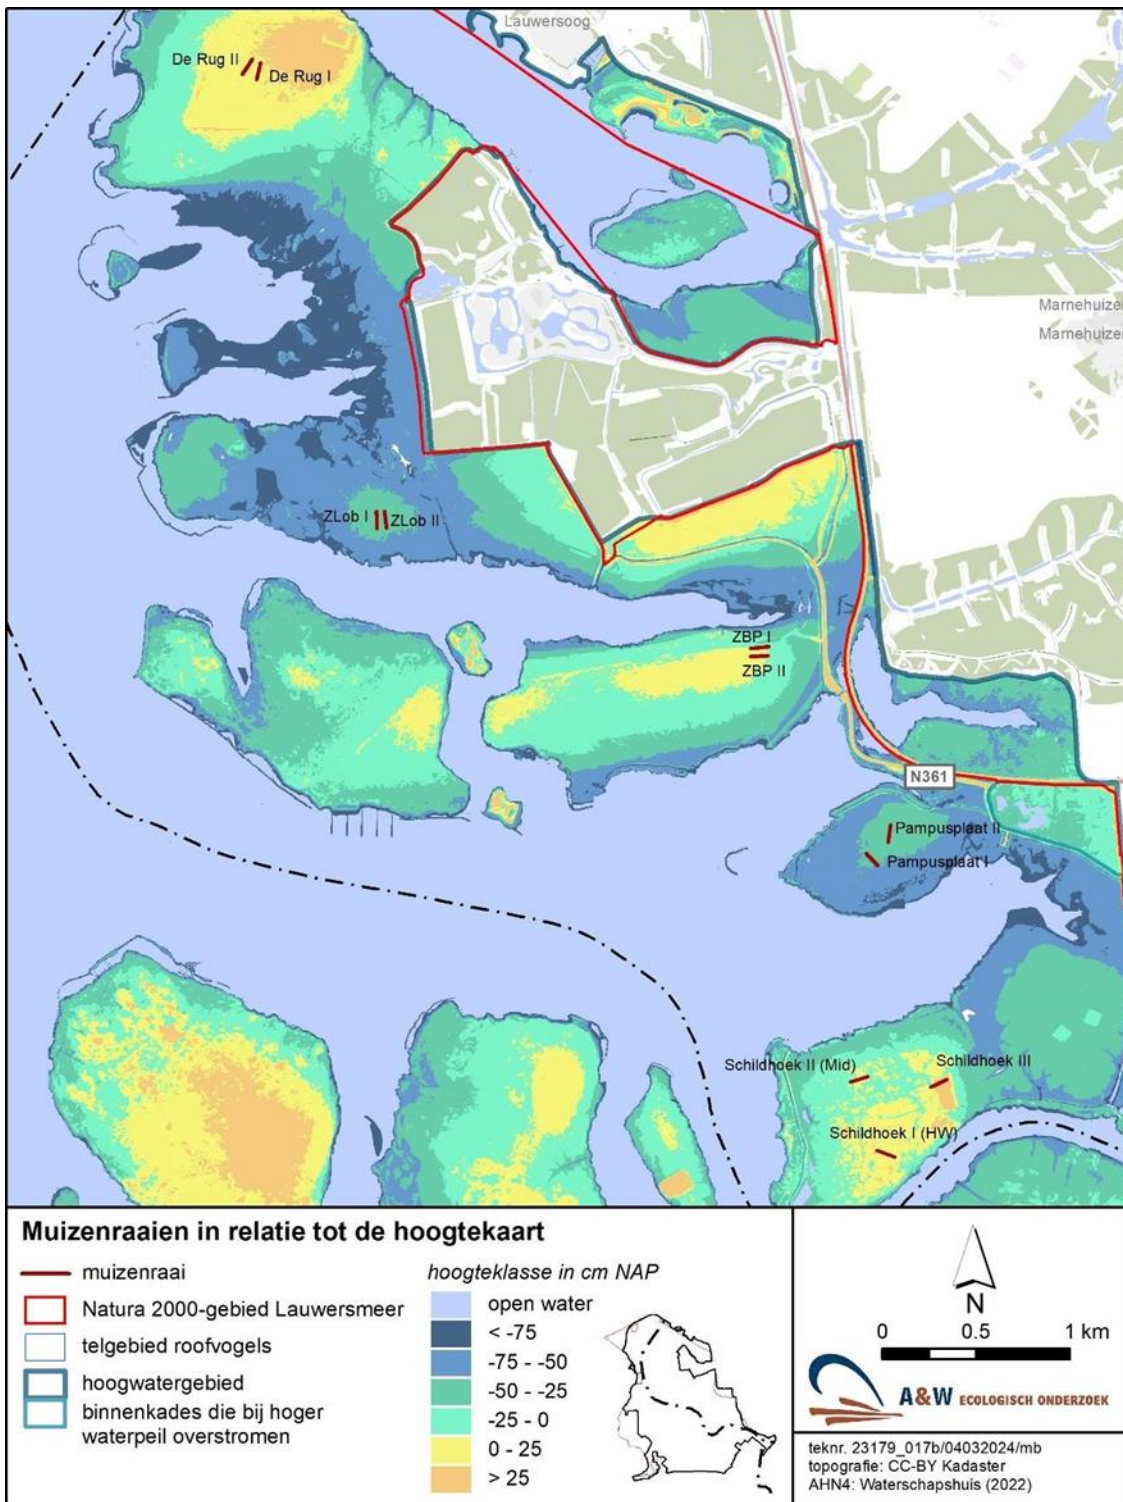 Lauwersoog
De Rug II
De Rug I
Marnehuizen
Marnehuizen
ZLob I
ZLob II
ZBP I
ZBP II
N361
Pampusplaat II
Pampusplaat I
Schildhoek II (Mid)
Schildhoek III
Schildhoek I (HW)
Muizenraaien in relatie tot de hoogtekaart
muizenraai
Natura 2000-gebied Lauwersmeer
telgebied roofvogels
hoogwatergebied
binnenkades die bij hoger
waterpeil overstromen
hoogteklasse in cm NAP
open water
< -75
-75 - -50
-50 - -25
-25 - 0
0 - 25
> 25
N
0 0.5 1 km
A&W ECOLOGISCH ONDERZOEK
teknr. 23179_017b/04032024/mb
topografie: CC-BY Kadaster
AHN4: Waterschapshuis (2022)